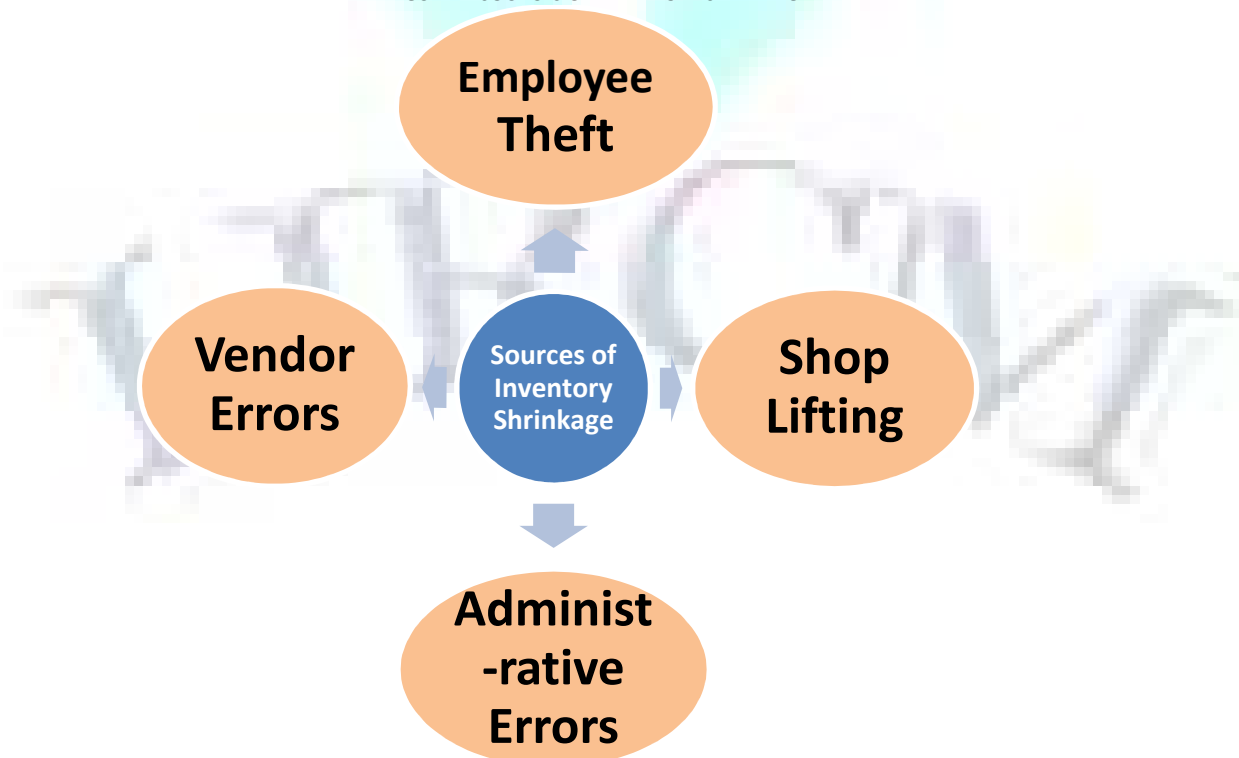 Employee
Theft
Vendor
Errors
Sources of
Inventory
Shrinkage
Shop
Lifting
Administ
-rative
Errors